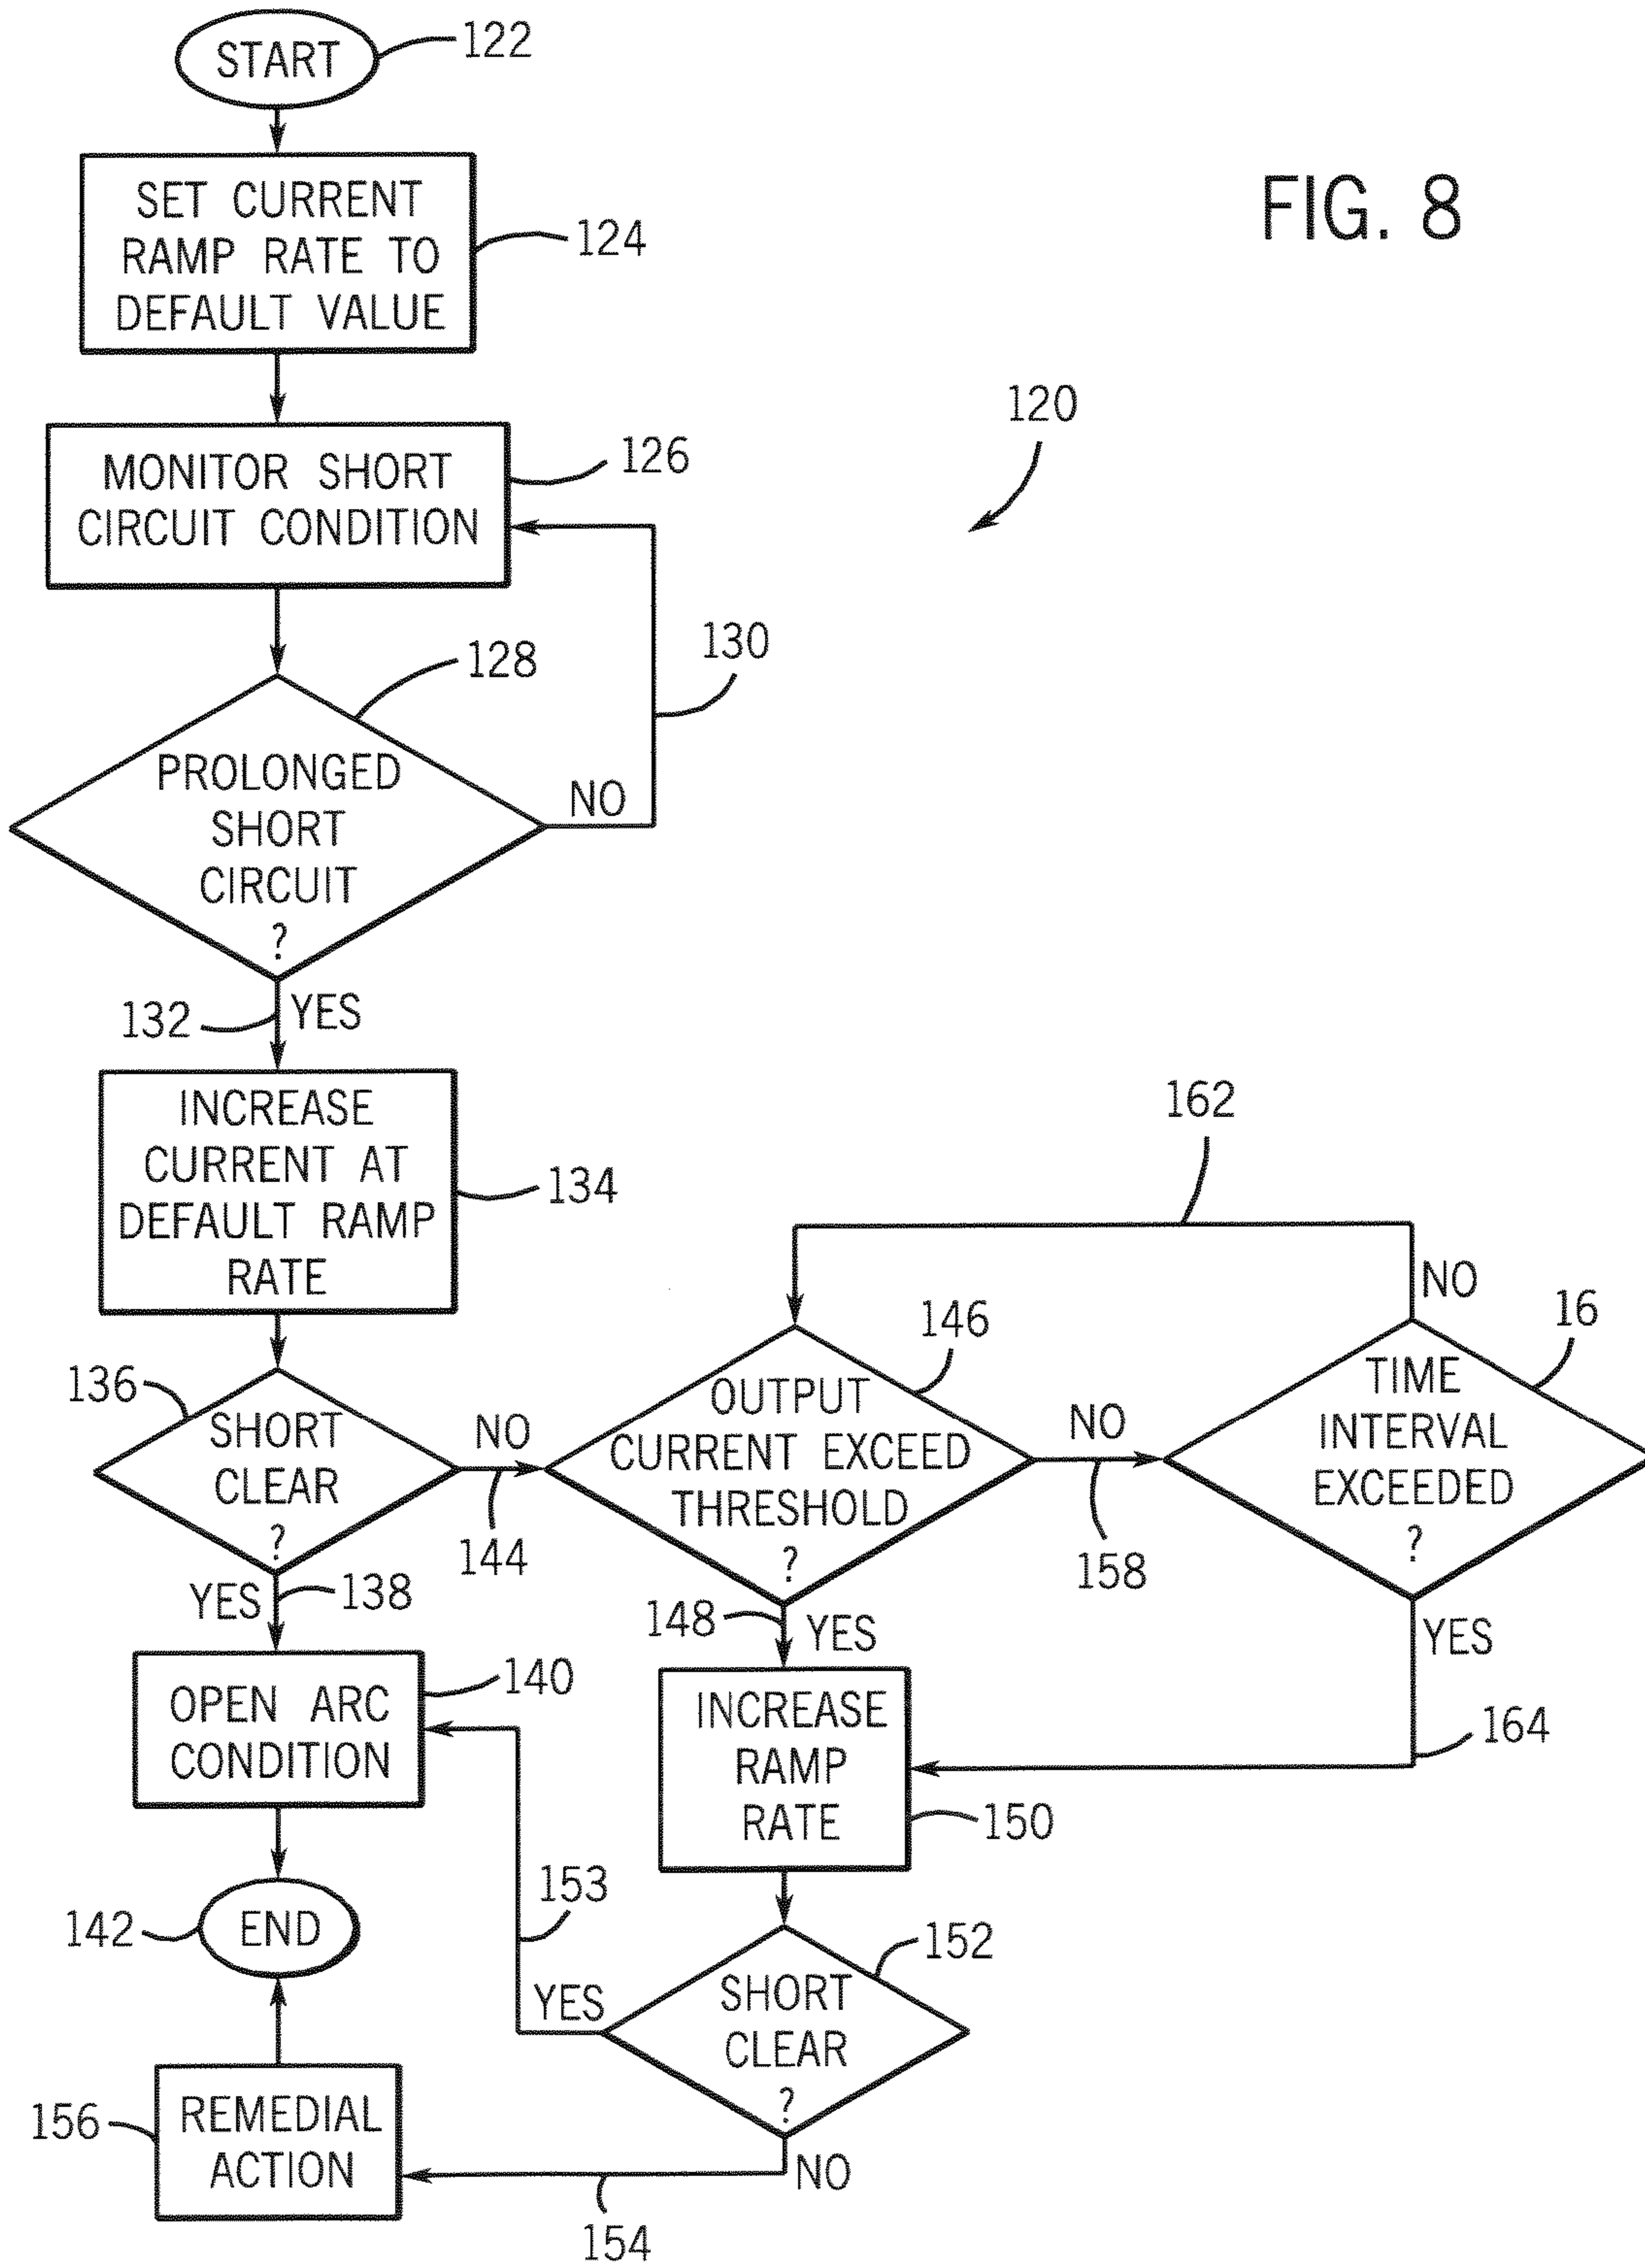 START
122
FIG. 8
SET CURRENT
RAMP RATE TO
DEFAULT VALUE
124
120
MONITOR SHORT
CIRCUIT CONDITION
126
130
128
PROLONGED
SHORT
CIRCUIT
?
NO
132
YES
INCREASE
CURRENT AT
DEFAULT RAMP
RATE
134
162
136
SHORT
CLEAR
?
NO
144
146
OUTPUT
CURRENT EXCEED
THRESHOLD
?
NO
158
NO
16
TIME
INTERVAL
EXCEEDED
?
YES
138
148
YES
YES
164
OPEN ARC
CONDITION
140
INCREASE
RAMP
RATE
150
142
END
153
YES
152
SHORT
CLEAR
?
NO
156
REMEDIAL
ACTION
154